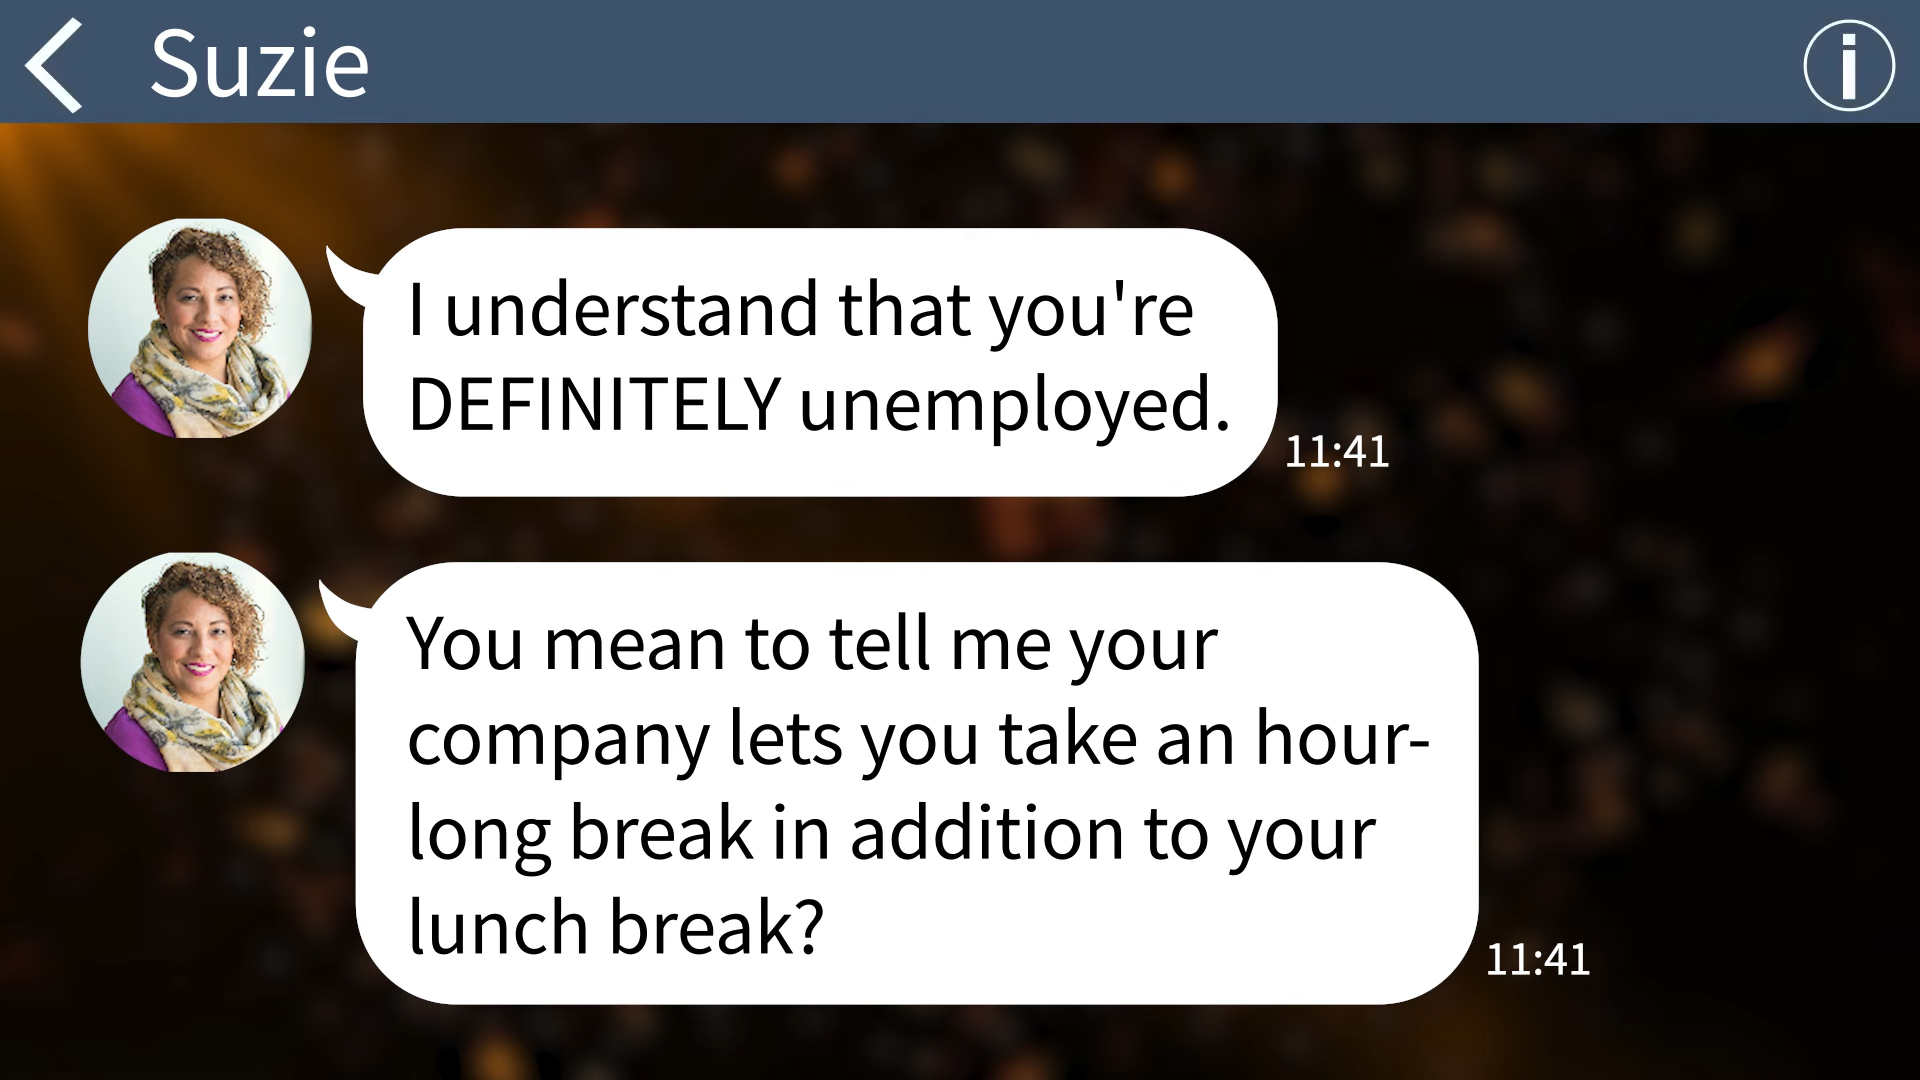 Suzie
I understand that you're
DEFINITELY unemployed.
11:41
You mean to tell me your
company lets you take an hour-
long break in addition to your
lunch break?
11:41